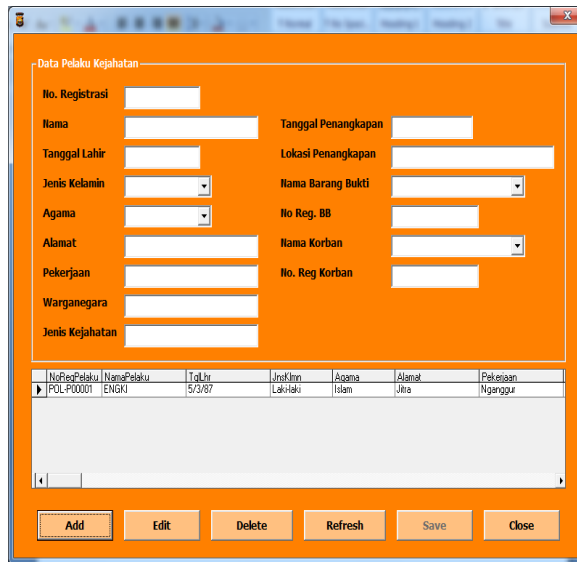 Data Pelaku Kejahatan
No. Registrasi
Nama
Tanggal Penangkapan
Tanggal Lahir
Lokasi Penangkapan
Jenis Kelamin
Nama Barang Bukti
Agama
No Reg. BB
Alamat
Nama Korban
Pekerjaan
No. Reg Korban
Warganegara
Jenis Kejahatan
NoRegPelaku NamaPelaku TglLhr JnsKlmn Agama Alamat Pekerjaan
POL-P00001 ENGKI 5/3/87 Laki-laki Islam Jitra Nganggur
Add Edit Delete Refresh Save Close